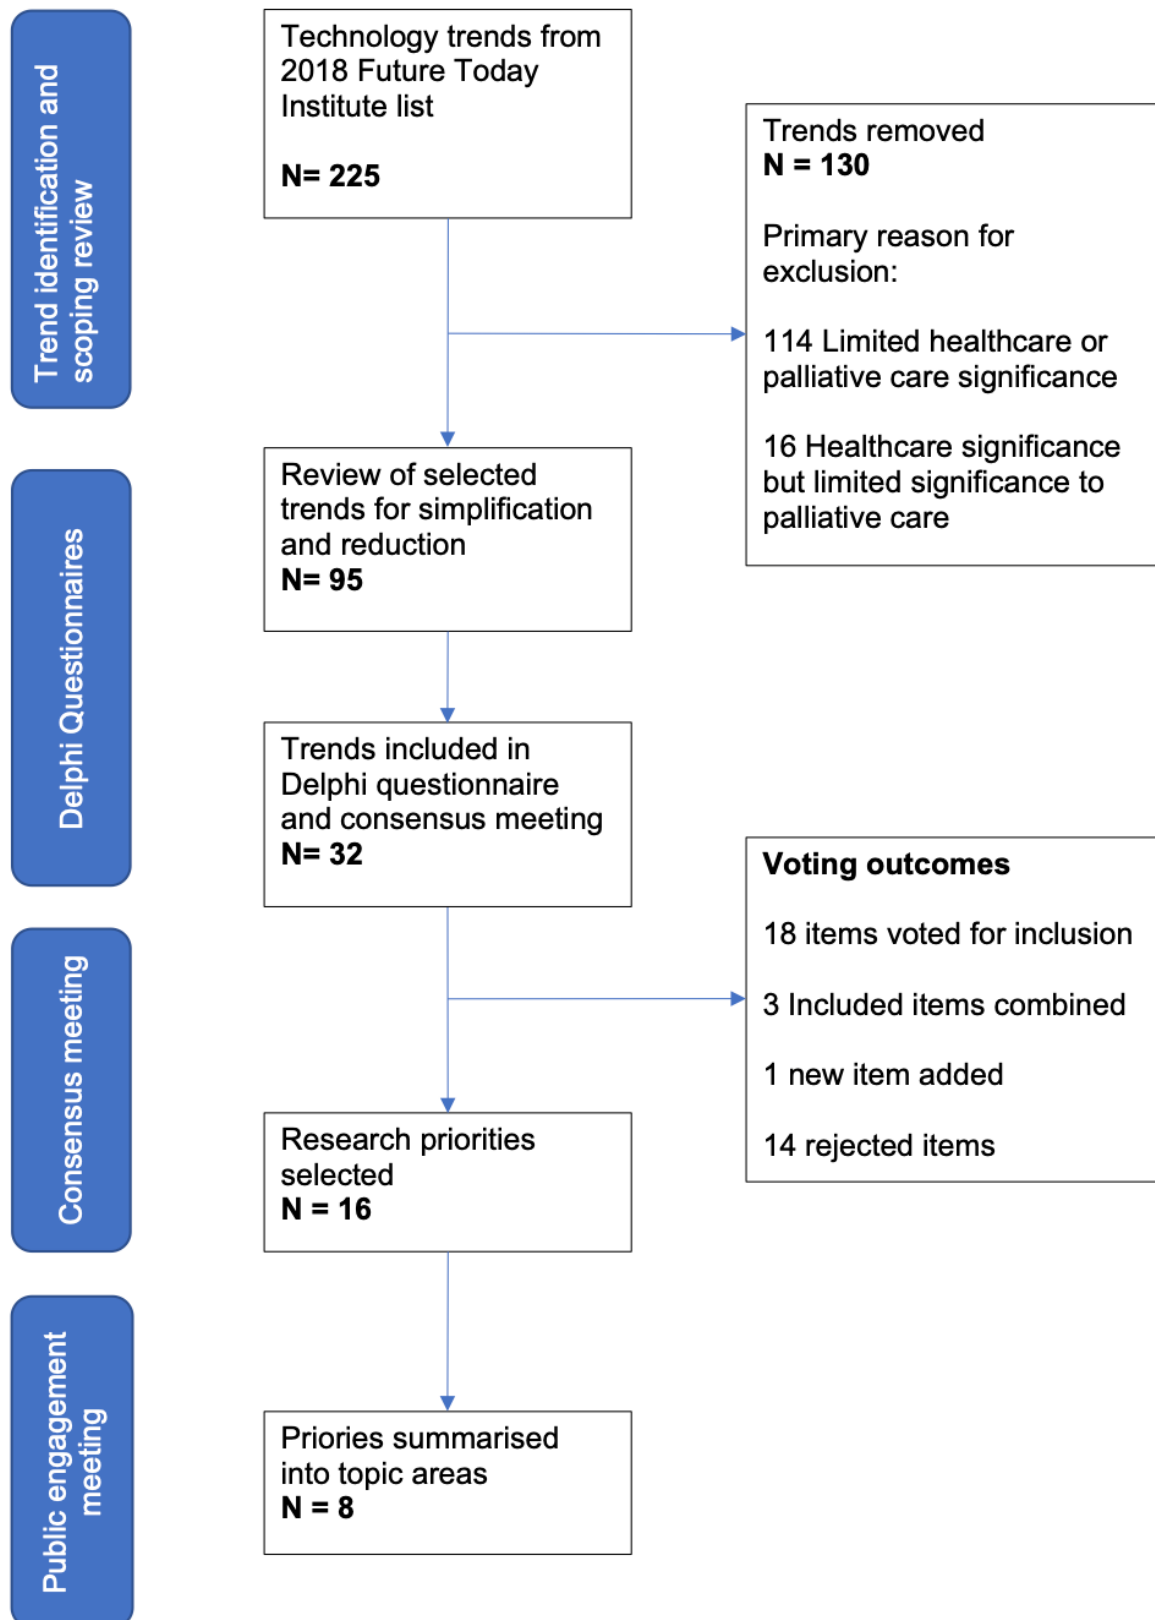 Trend identification and
scoping review
Technology trends from
2018 Future Today
Institute list
N= 225
Trends removed
N = 130
Primary reason for
exclusion:
114 Limited healthcare or
palliative care significance
16 Healthcare significance
but limited significance to
palliative care
Delphi Questionnaires
Review of selected
trends for simplification
and reduction
N= 95
Trends included in
Delphi questionnaire
and consensus meeting
N= 32
Consensus meeting
Voting outcomes
18 items voted for inclusion
3 Included items combined
1 new item added
14 rejected items
Research priorities
selected
N = 16
Public engagement
meeting
Priories summarised
into topic areas
N = 8